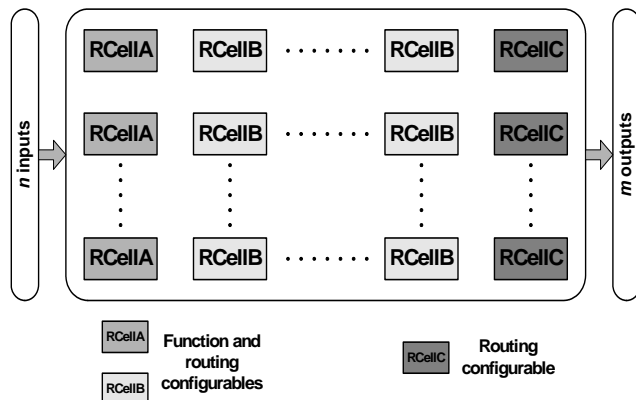 n inputs
RCellA RCellB RCellB RCellC
RCellA RCellB RCellB RCellC
RCellA RCellB RCellB RCellC
m outputs
RCellA
RCellB
Function and
routing
configurables
RCellC
Routing
configurable